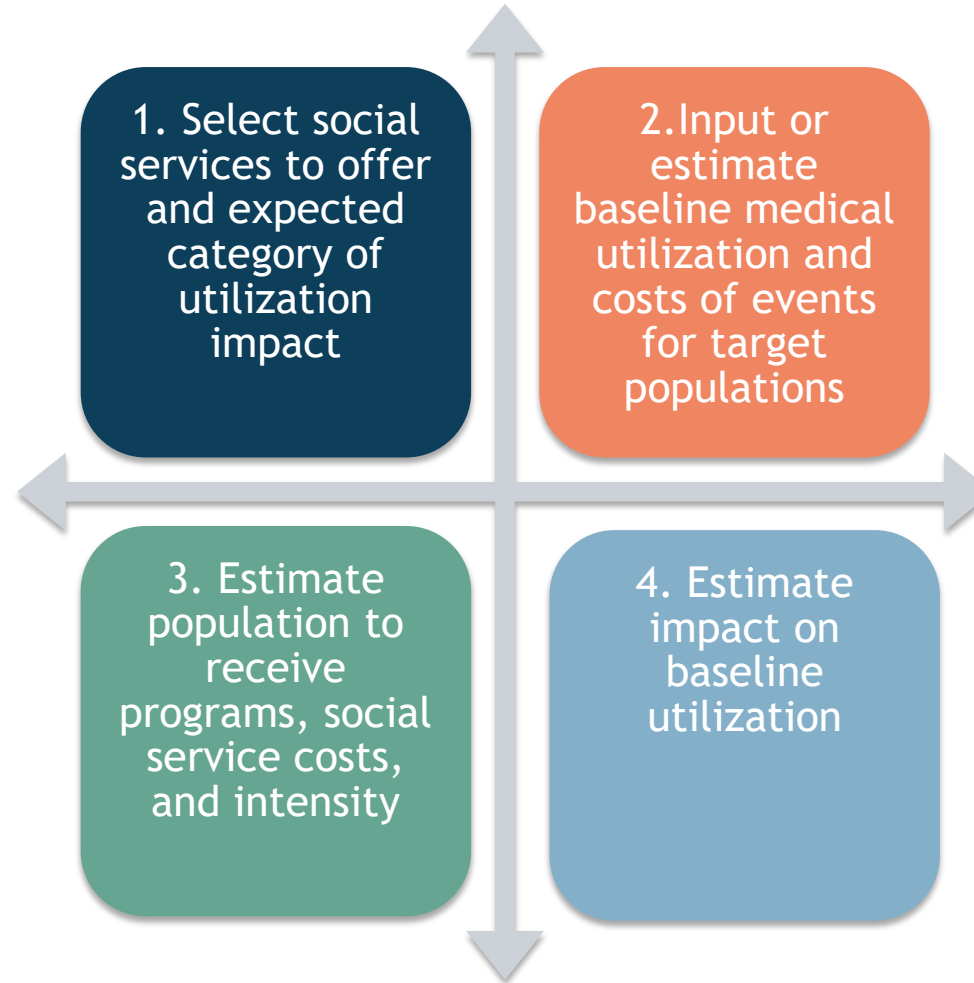 1. Select social
services to offer
and expected
category of
utilization
impact
2.Input or
estimate
baseline medical
utilization and
costs of events
for target
populations
3. Estimate
population to
receive
programs, social
service costs,
and intensity
4. Estimate
impact on
baseline
utilization